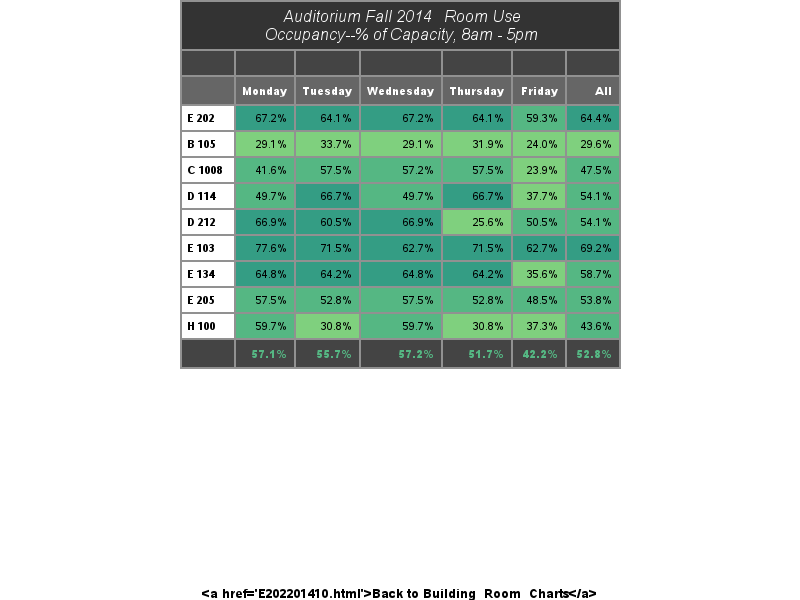 Auditorium Fall 2014 Room Use
Occupancy--% of Capacity, 8am - 5pm
Monday Tuesday Wednesday Thursday Friday All
E 202 67.2% 64.1% 67.2% 64.1% 59.3% 64.4%
B 105 29.1% 33.7% 29.1% 31.9% 24.0% 29.6%
C 1008 41.6% 57.5% 57.2% 57.5% 23.9% 47.5%
D 114 49.7% 66.7% 49.7% 66.7% 37.7% 54.1%
D 212 66.9% 60.5% 66.9% 25.6% 50.5% 54.1%
E 103 77.6% 71.5% 62.7% 71.5% 62.7% 69.2%
E 134 64.8% 64.2% 64.8% 64.2% 35.6% 58.7%
E 205 57.5% 52.8% 57.5% 52.8% 48.5% 53.8%
H 100 59.7% 30.8% 59.7% 30.8% 37.3% 43.6%
57.1% 55.7% 57.2% 51.7% 42.2% 52.8%
<a href='E202201410.html'>Back to Building Room Charts</a>